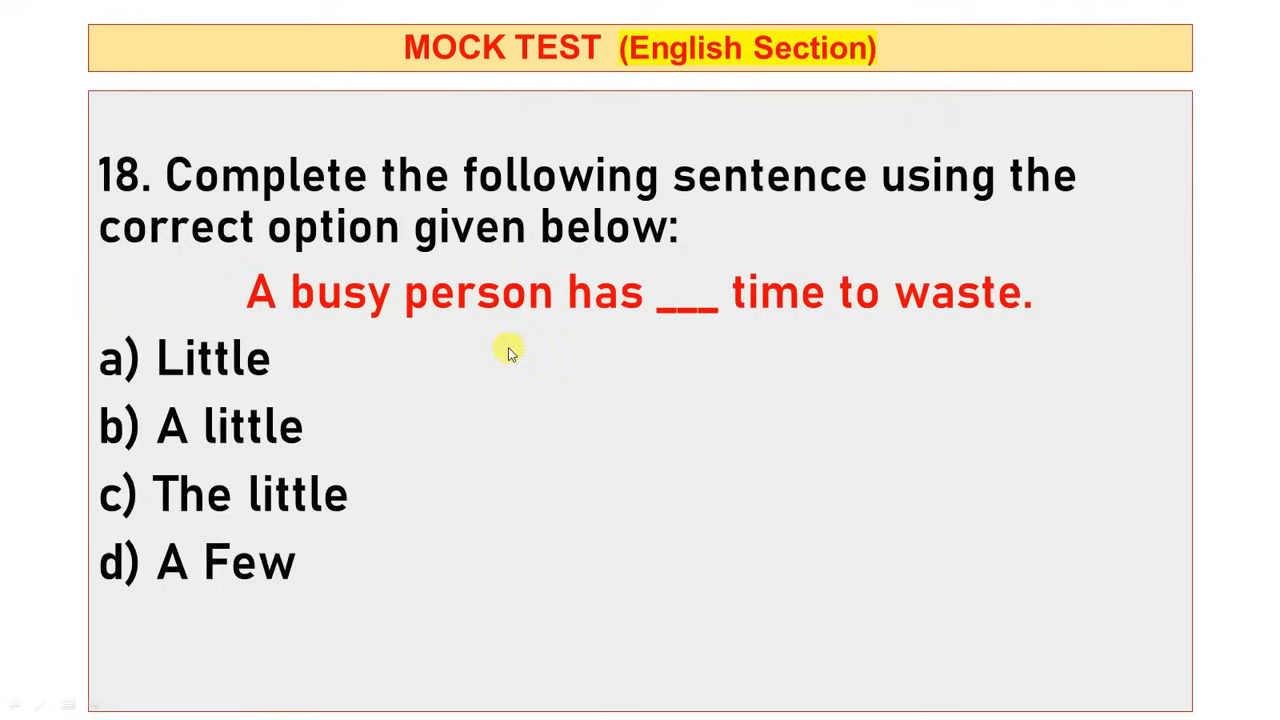 MOCK TEST (English Section)
18. Complete the following sentence using the
correct option given below:
A busy person has ___ time to waste.
a) Little
b) A little
c) The little
d) A Few